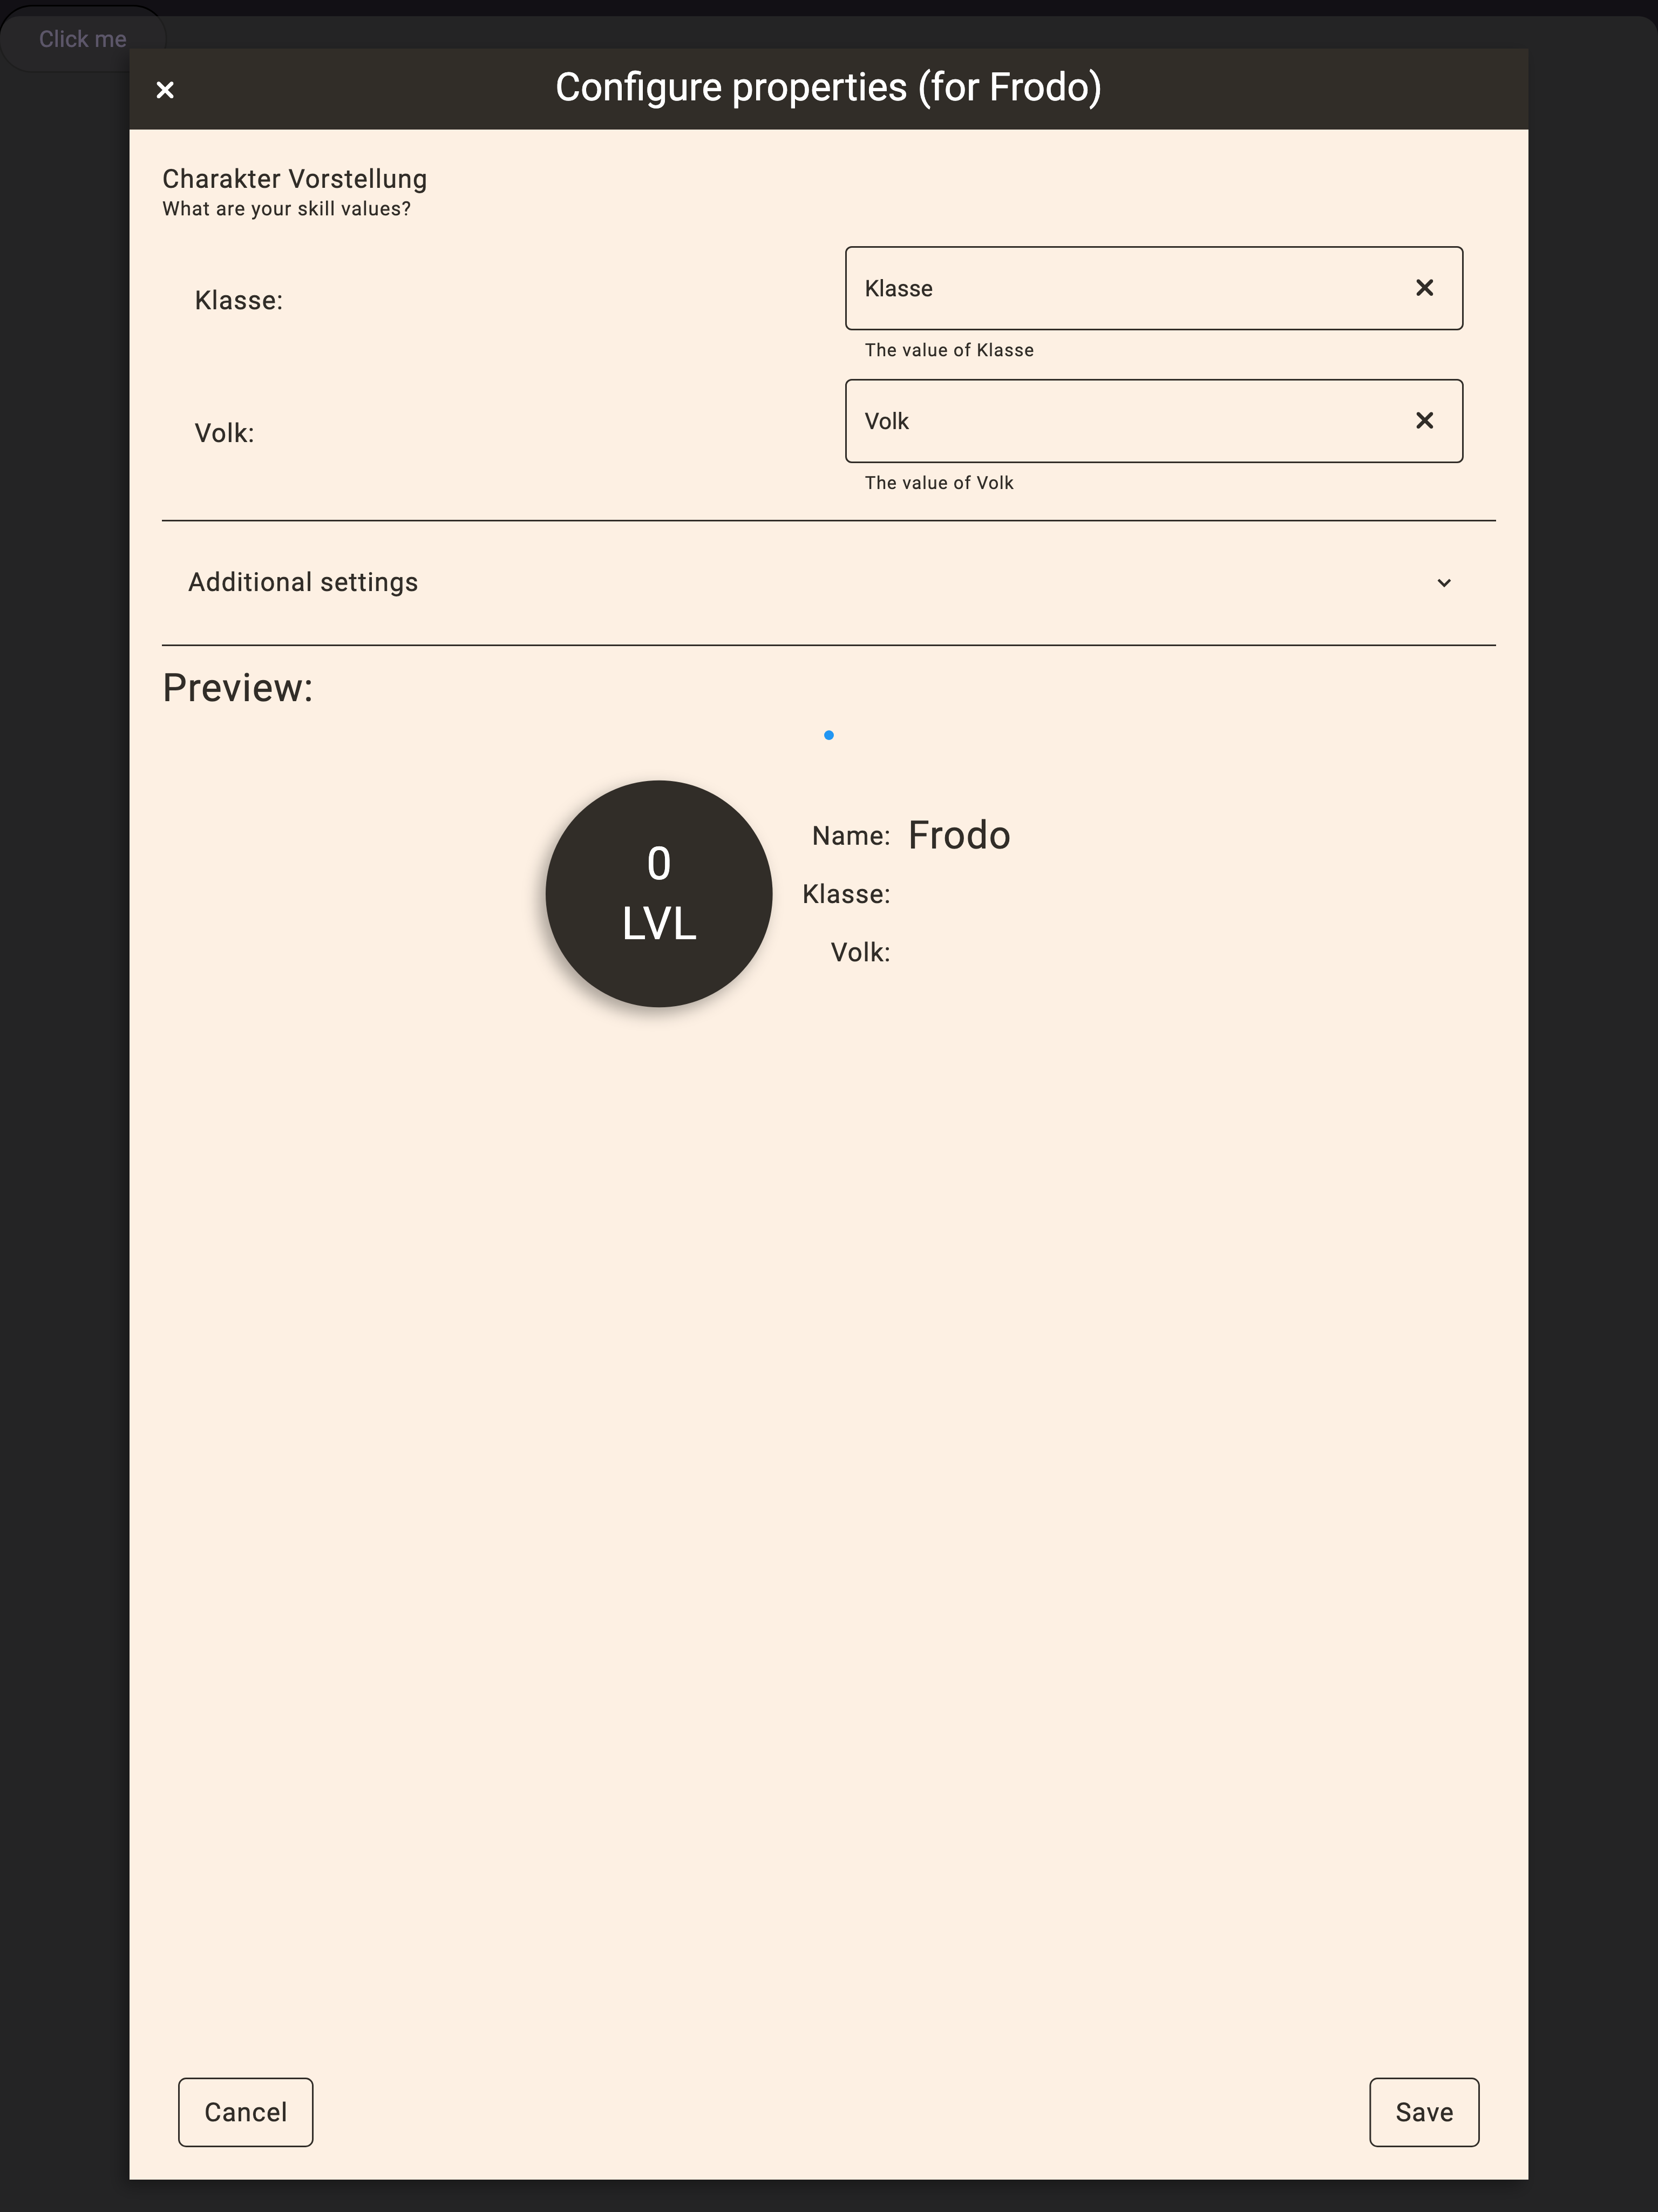 Click me
Configure properties (for Frodo)
Charakter Vorstellung
What are your skill values?
Klasse:
Klasse
The value of Klasse
Volk:
Volk
The value of Volk
Additional settings
Preview:
0
LVL
Name: Frodo
Klasse:
Volk:
Cancel
Save